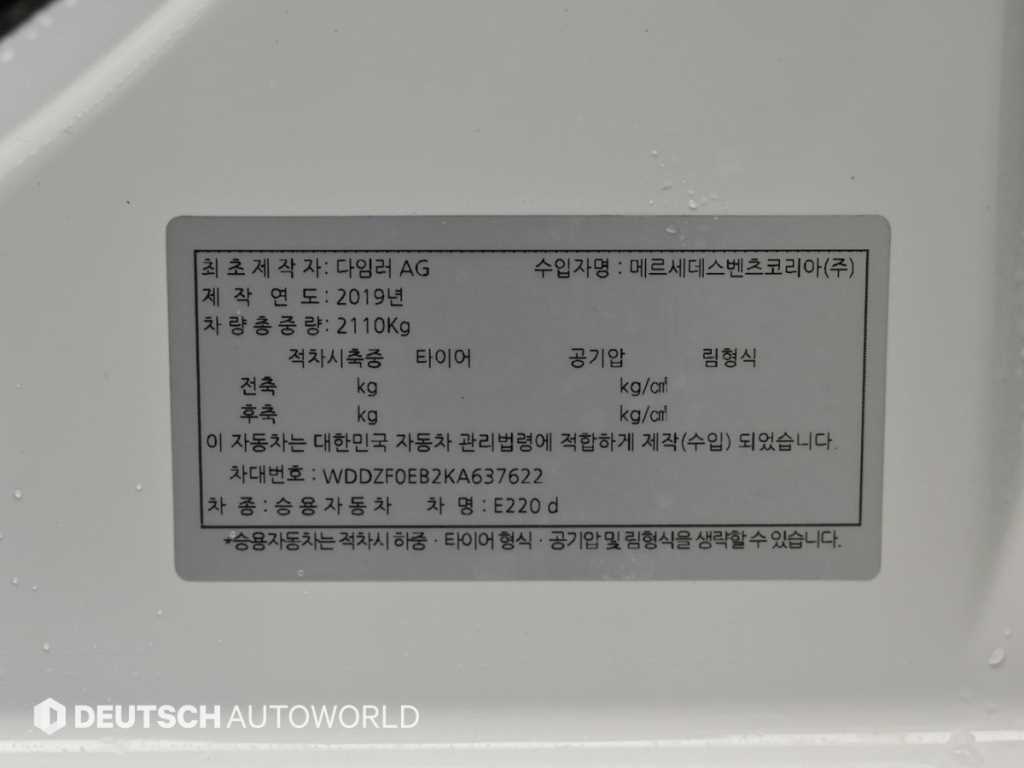 최초제작자: 다임러 AG 수입자명 : 메르세데스벤츠코리아(주)
제 작 연 도: 2019년
차량총중량: 2110Kg
적차시축중 타이어 공기압 림형식
전축 kg kg/㎠
후축 kg kg/㎠
이 자동차는 대한민국 자동차 관리법령에 적합하게 제작(수입) 되었습니다.
차대번호 : WDDZF0EB2KA637622
차 종 : 승용자동차 차 명 : E220 d
*승용자동차는 적차시 하중 · 타이어 형식 · 공기압 및 림형식을 생략할 수 있습니다.
DEUTSCH AUTOWORLD